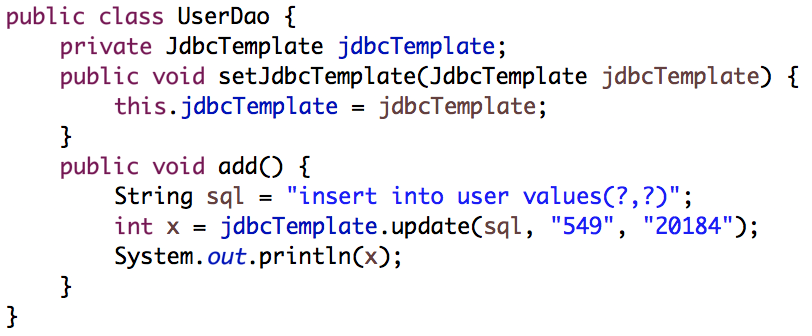 public class UserDao {
    private JdbcTemplate jdbcTemplate;
    public void setJdbcTemplate(JdbcTemplate jdbcTemplate) {
        this.jdbcTemplate = jdbcTemplate;
    }
    public void add() {
        String sql = "insert into user values(?,?)";
        int x = jdbcTemplate.update(sql, "549", "20184");
        System.out.println(x);
    }
}